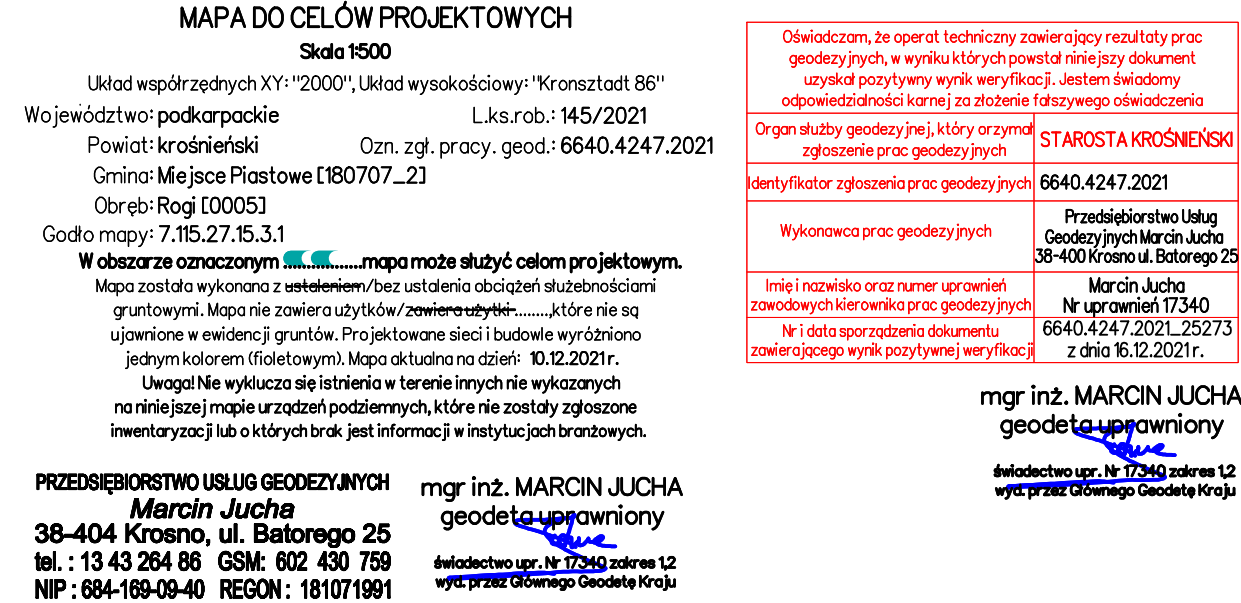 MAPA DO CELÓW PROJEKTOWYCH
Skala 1:500
Układ współrzędnych XY: "2000", Układ wysokościowy: "Kronsztadt 86"
Województwo: podkarpackie
L.ks.rob.: 145/2021
Powiat: krośnieński
Ozn. zgł. pracy. geod.: 6640.4247.2021
Gmina: Miejsce Piastowe [180707_2]
Obręb: Rogi [0005]
Godło mapy: 7.115.27.15.3.1
W obszarze oznaczonym ....................mapa może służyć celom projektowym.
Mapa została wykonana z ustaleniem/bez ustalenia obciążeń służebnościami
gruntowymi. Mapa nie zawiera użytków/zawiera użytki-........,które nie są
ujawnione w ewidencji gruntów. Projektowane sieci i budowle wyróżniono
jednym kolorem (fioletowym). Mapa aktualna na dzień: 10.12.2021 r.
Uwaga! Nie wyklucza się istnienia w terenie innych nie wykazanych
na niniejszej mapie urządzeń podziemnych, które nie zostały zgłoszone
inwentaryzacji lub o których brak jest informacji w instytucjach branżowych.
PRZEDSIĘBIORSTWO USŁUG GEODEZYJNYCH
Marcin Jucha
38-404 Krosno, ul. Batorego 25
tel. : 13 43 264 86 GSM: 602 430 759
NIP : 684-169-09-40 REGON : 181071991
mgr inż. MARCIN JUCHA
geodeta uprawniony
świadectwo upr. Nr 17340 zakres 1,2
wyd. przez Głównego Geodetę Kraju
Oświadczam, że operat techniczny zawierający rezultaty prac
geodezyjnych, w wyniku których powstał niniejszy dokument
uzyskał pozytywny wynik weryfikacji. Jestem świadomy
odpowiedzialności karnej za złożenie fałszywego oświadczenia
Organ służby geodezyjnej, który orzymał
zgłoszenie prac geodezyjnych
STAROSTA KROŚNIEŃSKI
Identyfikator zgłoszenia prac geodezyjnych
6640.4247.2021
Wykonawca prac geodezyjnych
Przedsiębiorstwo Usług
Geodezyjnych Marcin Jucha
38-400 Krosno ul. Batorego 25
Imię i nazwisko oraz numer uprawnień
zawodowych kierownika prac geodezyjnych
Marcin Jucha
Nr uprawnień 17340
Nr i data sporządzenia dokumentu
zawierającego wynik pozytywnej weryfikacji
6640.4247.2021_25273
z dnia 16.12.2021 r.
mgr inż. MARCIN JUCHA
geodeta uprawniony
świadectwo upr. Nr 17340 zakres 1,2
wyd. przez Głównego Geodetę Kraju